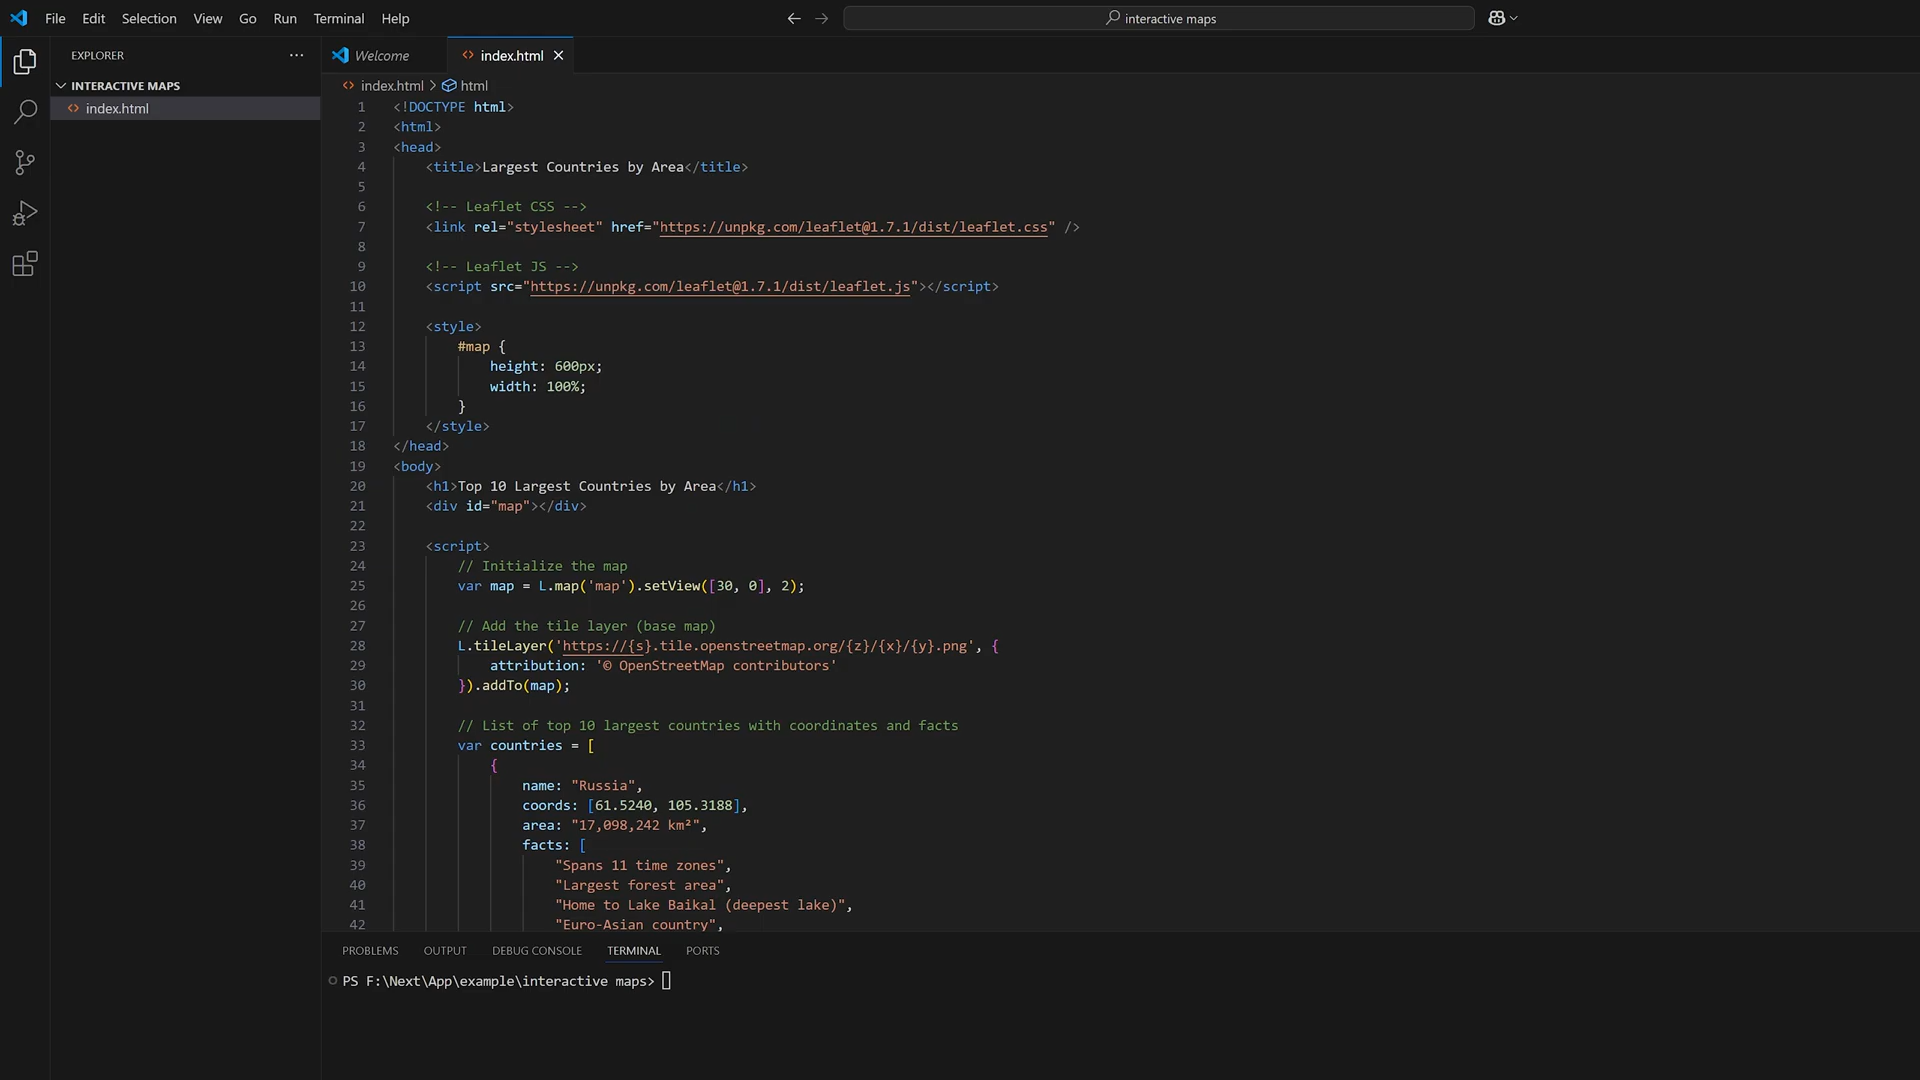 File Edit Selection View Go Run Terminal Help
interactive maps
EXPLORER
INTERACTIVE MAPS
index.html
Welcome
index.html
index.html > html
1 <!DOCTYPE html>
2 <html>
3 <head>
4 <title>Largest Countries by Area</title>
5
6 <!-- Leaflet CSS -->
7 <link rel="stylesheet" href="https://unpkg.com/leaflet@1.7.1/dist/leaflet.css" />
8
9 <!-- Leaflet JS -->
10 <script src="https://unpkg.com/leaflet@1.7.1/dist/leaflet.js"></script>
11
12 <style>
13 #map {
14 height: 600px;
15 width: 100%;
16 }
17 </style>
18 </head>
19 <body>
20 <h1>Top 10 Largest Countries by Area</h1>
21 <div id="map"></div>
22
23 <script>
24 // Initialize the map
25 var map = L.map('map').setView([30, 0], 2);
26
27 // Add the tile layer (base map)
28 L.tileLayer('https://{s}.tile.openstreetmap.org/{z}/{x}/{y}.png', {
29 attribution: '© OpenStreetMap contributors'
30 }).addTo(map);
31
32 // List of top 10 largest countries with coordinates and facts
33 var countries = [
34 {
35 name: "Russia",
36 coords: [61.5240, 105.3188],
37 area: "17,098,242 km²",
38 facts: [
39 "Spans 11 time zones",
40 "Largest forest area",
41 "Home to Lake Baikal (deepest lake)",
42 "Euro-Asian country",
PROBLEMS OUTPUT DEBUG CONSOLE TERMINAL PORTS
PS F:\Next\App\example\interactive maps>